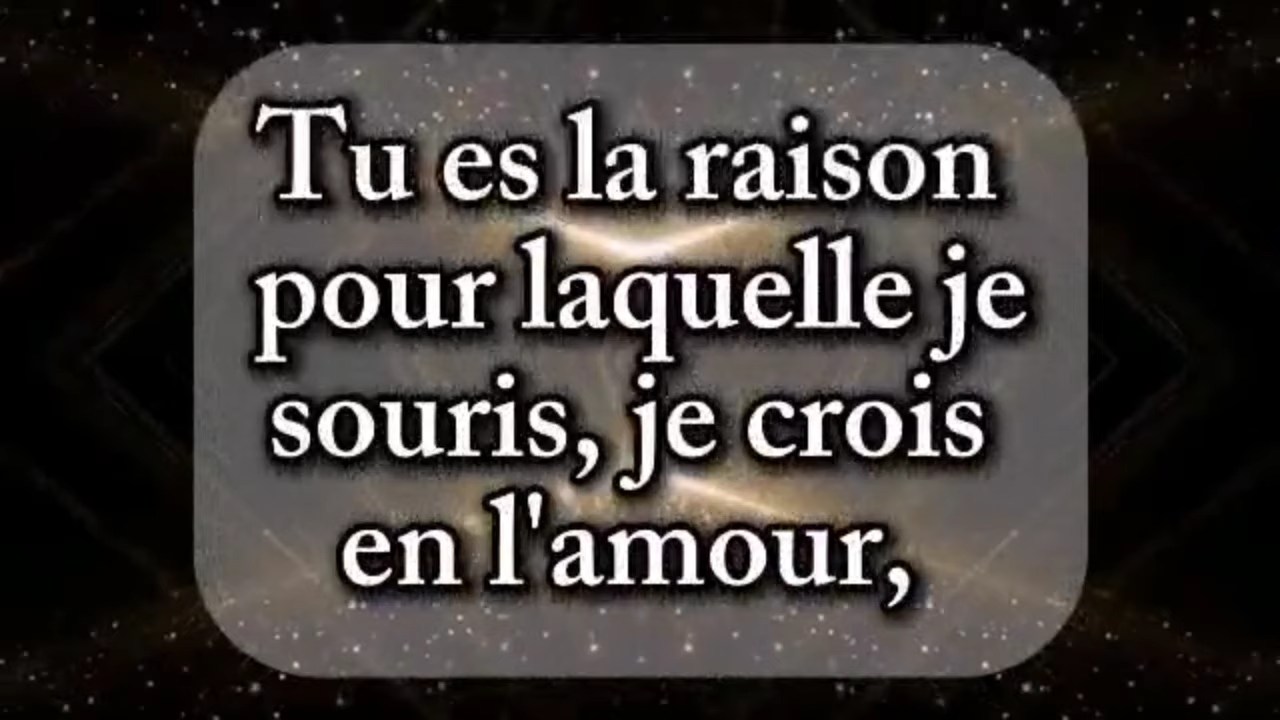 Tu es la raison
pour laquelle je
souris, je crois
en l'amour,